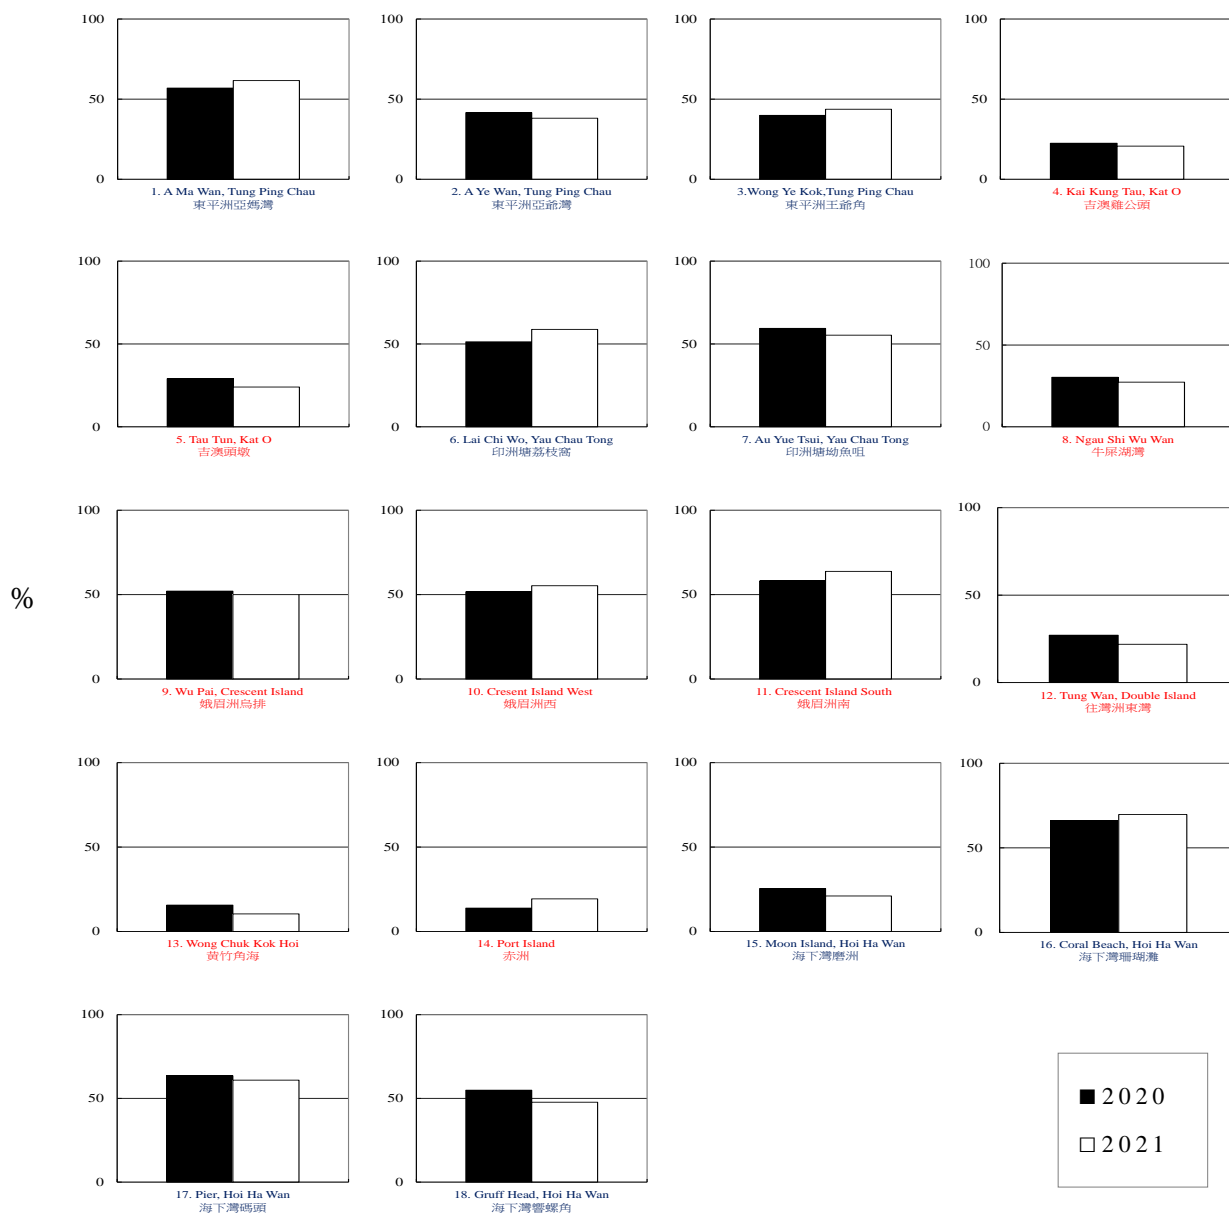 100
50
0
1. A Ma Wan, Tung Ping Chau
東平洲亞媽灣
100
50
0
2. A Ye Wan, Tung Ping Chau
東平洲亞爺灣
100
50
0
3.Wong Ye Kok,Tung Ping Chau
東平洲王爺角
100
50
0
4. Kai Kung Tau, Kat O
吉澳雞公頭
100
50
0
5. Tau Tun, Kat O
吉澳頭墩
100
50
0
6. Lai Chi Wo, Yau Chau Tong
印洲塘荔枝窩
100
50
0
7. Au Yue Tsui, Yau Chau Tong
印洲塘坳魚咀
100
50
0
8. Ngau Shi Wu Wan
牛屎湖灣
%
100
50
0
9. Wu Pai, Crescent Island
娥眉洲烏排
100
50
0
10. Cresent Island West
娥眉洲西
100
50
0
11. Crescent Island South
娥眉洲南
100
50
0
12. Tung Wan, Double Island
往灣洲東灣
100
50
0
13. Wong Chuk Kok Hoi
黃竹角海
100
50
0
14. Port Island
赤洲
100
50
0
15. Moon Island, Hoi Ha Wan
海下灣磨洲
100
50
0
16. Coral Beach, Hoi Ha Wan
海下灣珊瑚灘
100
50
0
17. Pier, Hoi Ha Wan
海下灣碼頭
100
50
0
18. Gruff Head, Hoi Ha Wan
海下灣響螺角
2020
2021